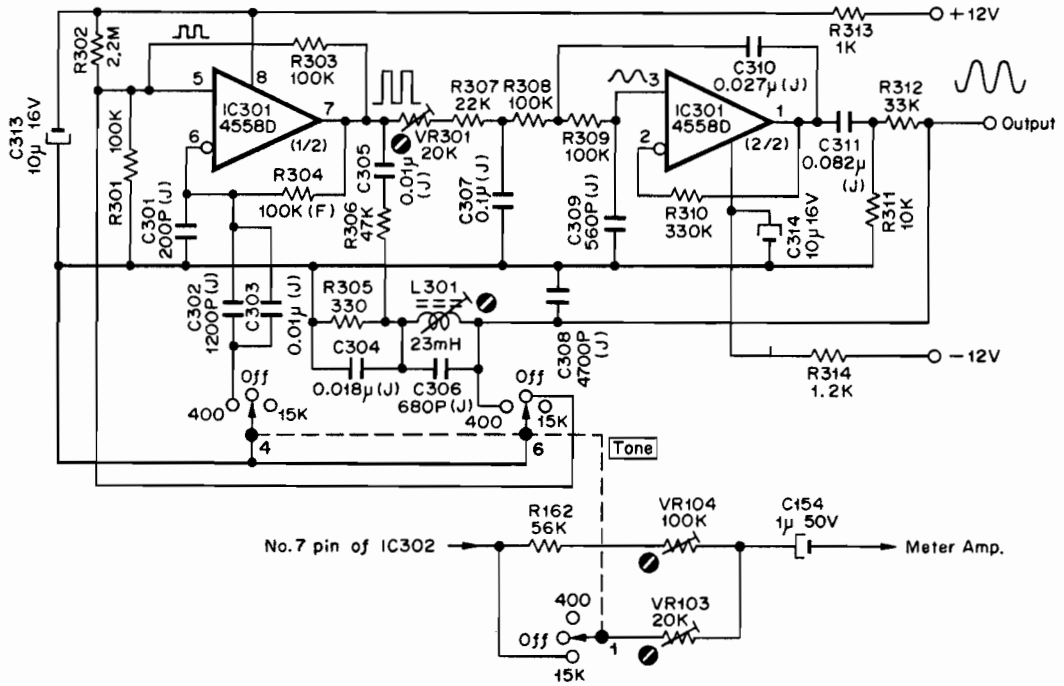 R302
2.2M
R303
100K
5
8
IC301
4558D
7
(1/2)
6
C313
10µ 16V
R301
100K
R304
100K (F)
C301
200P (J)
C302
1200P (J)
C303
0.01µ (J)
VR301
20K
C305
0.01µ
(J)
R306
47K
R307
22K
R308
100K
C307
0.1µ (J)
R309
100K
C309
560P (J)
C310
0.027µ (J)
3
IC301
4558D
1
2
(2/2)
R310
330K
C314
10µ 16V
C311
0.082µ
(J)
R311
10K
R312
33K
R313
1K
+12V
Output
R305
330
C304
0.018µ (J)
L301
23mH
C306
680P (J)
C308
4700P
(J)
R314
1.2K
-12V
Off
400
15K
4
Off
400
15K
6
Tone
No.7 pin of IC302
R162
56K
VR104
100K
C154
1µ 50V
Meter Amp.
400
Off
15K
1
VR103
20K